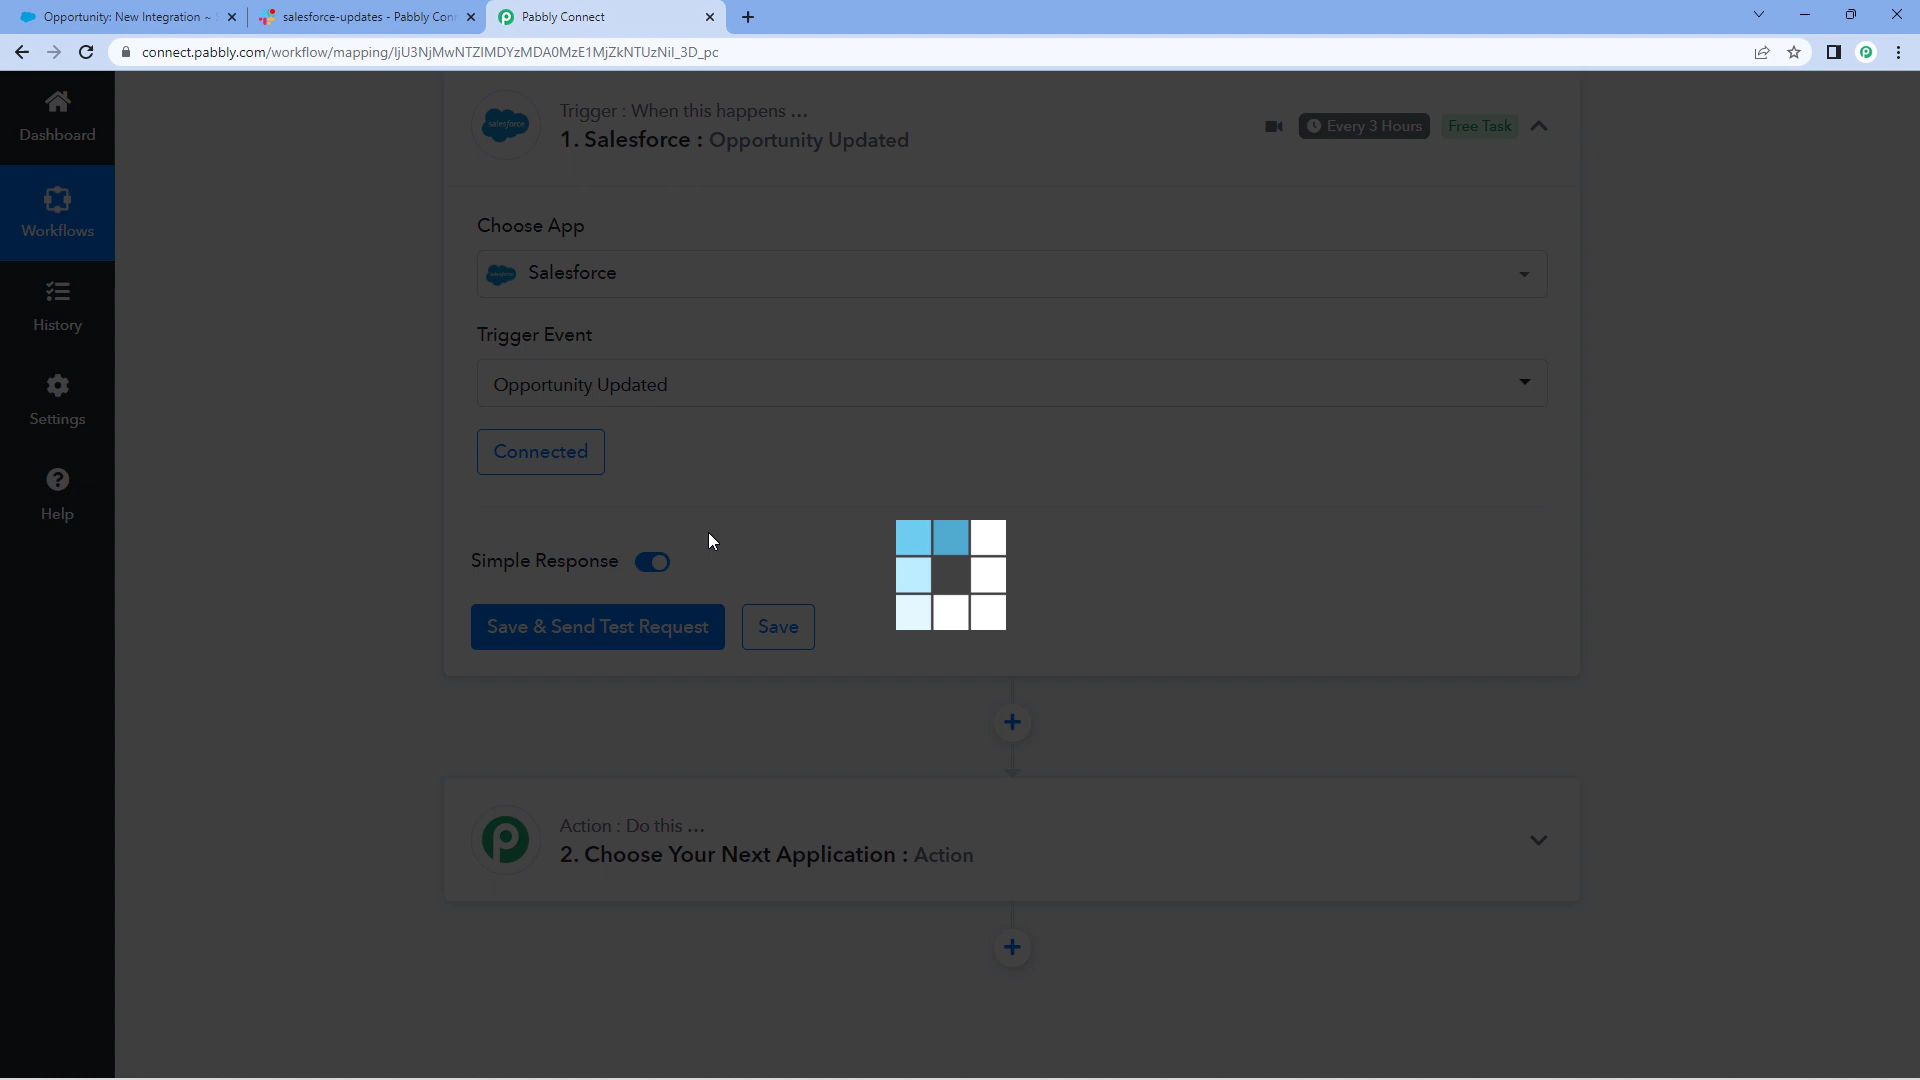 Opportunity: New Integration ~
salesforce-updates - Pabbly Con
Pabbly Connect
connect.pabbly.com/workflow/mapping/IjU3NjMwNTZlMDYzMDA0MzE1MjZkNTUzNiI_3D_pc
Dashboard
Workflows
History
Settings
Help
salesforce
Trigger : When this happens ...
1. Salesforce : Opportunity Updated
Every 3 Hours
Free Task
Choose App
Salesforce
Trigger Event
Opportunity Updated
Connected
Simple Response
Save & Send Test Request
Save
Action : Do this ...
2. Choose Your Next Application : Action